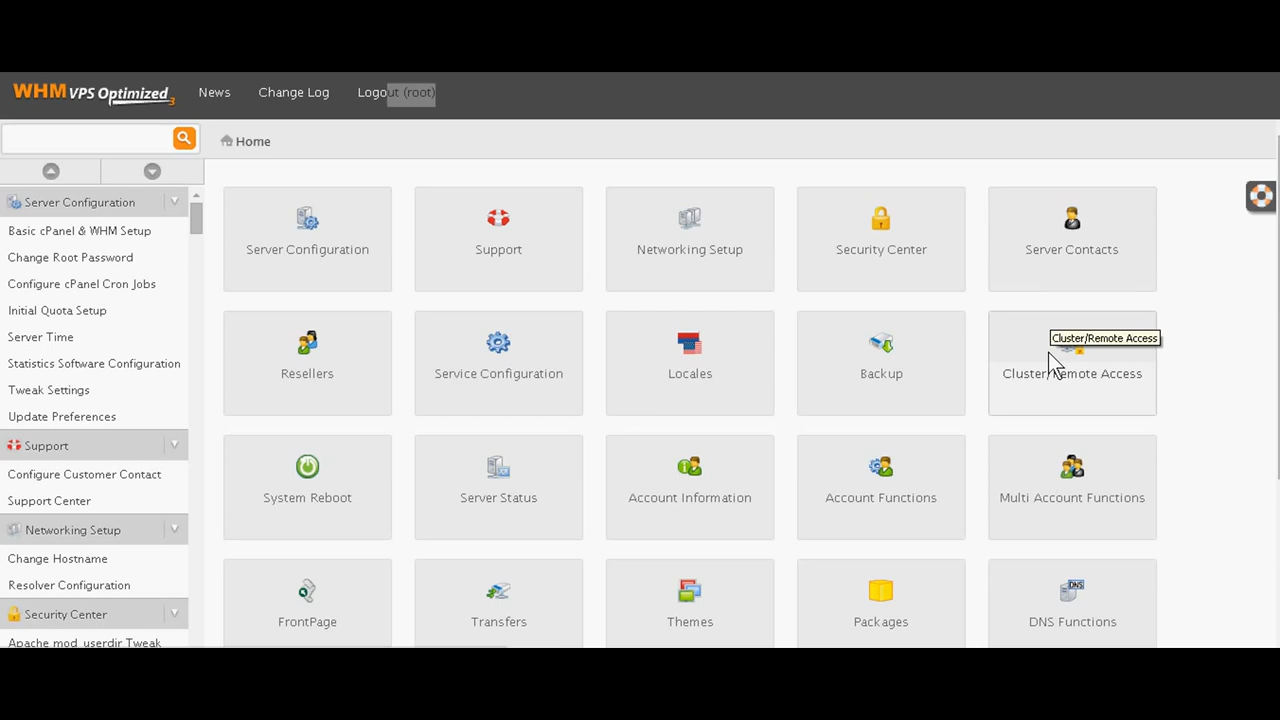 WHM VPS Optimized 3
News
Change Log
Logout (root)
Home
Server Configuration
Basic cPanel & WHM Setup
Change Root Password
Configure cPanel Cron Jobs
Initial Quota Setup
Server Time
Statistics Software Configuration
Tweak Settings
Update Preferences
Support
Configure Customer Contact
Support Center
Networking Setup
Change Hostname
Resolver Configuration
Security Center
Apache mod_userdir Tweak
Server Configuration
Support
Networking Setup
Security Center
Server Contacts
Resellers
Service Configuration
Locales
Backup
Cluster/Remote Access
Cluster/Remote Access
System Reboot
Server Status
Account Information
Account Functions
Multi Account Functions
FrontPage
Transfers
Themes
Packages
DNS
DNS Functions